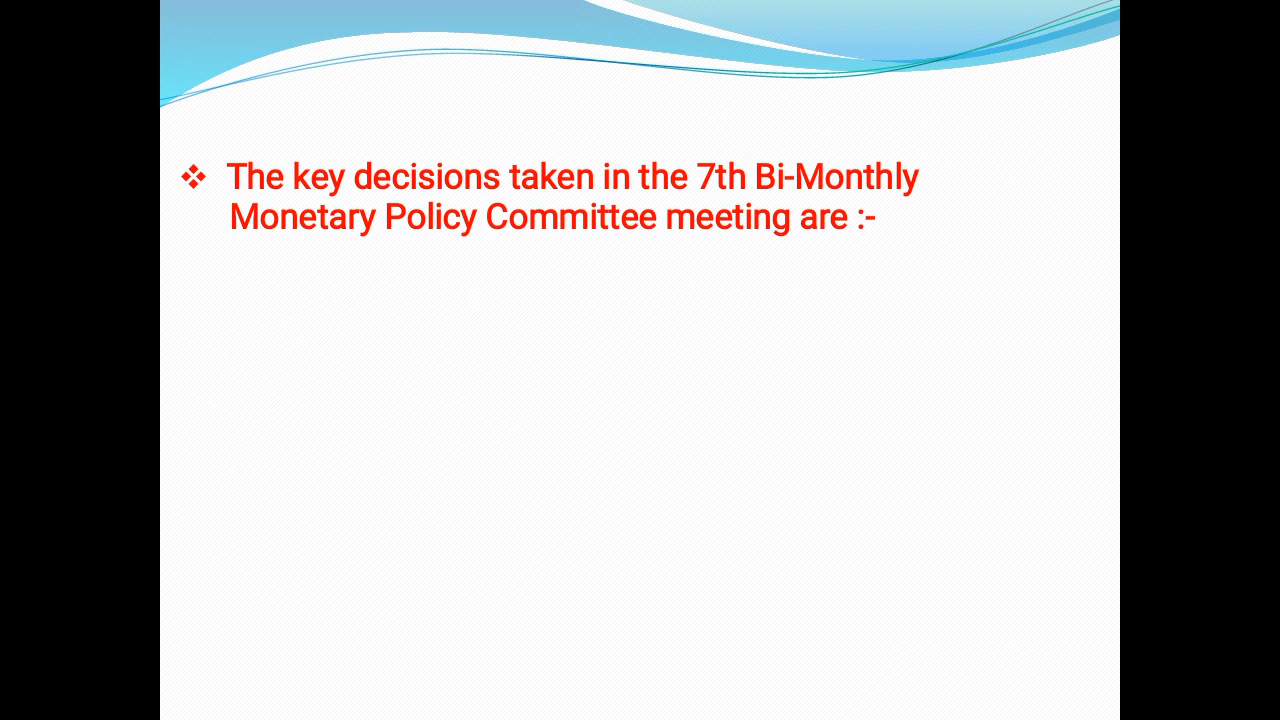 ❖ The key decisions taken in the 7th Bi-Monthly
Monetary Policy Committee meeting are :-